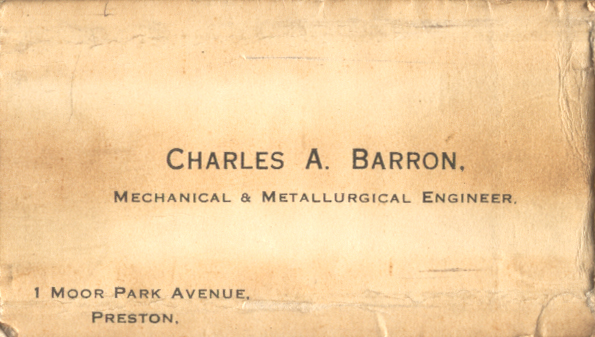 Charles A. Barron,
Mechanical & Metallurgical Engineer.
1 Moor Park Avenue,
Preston,